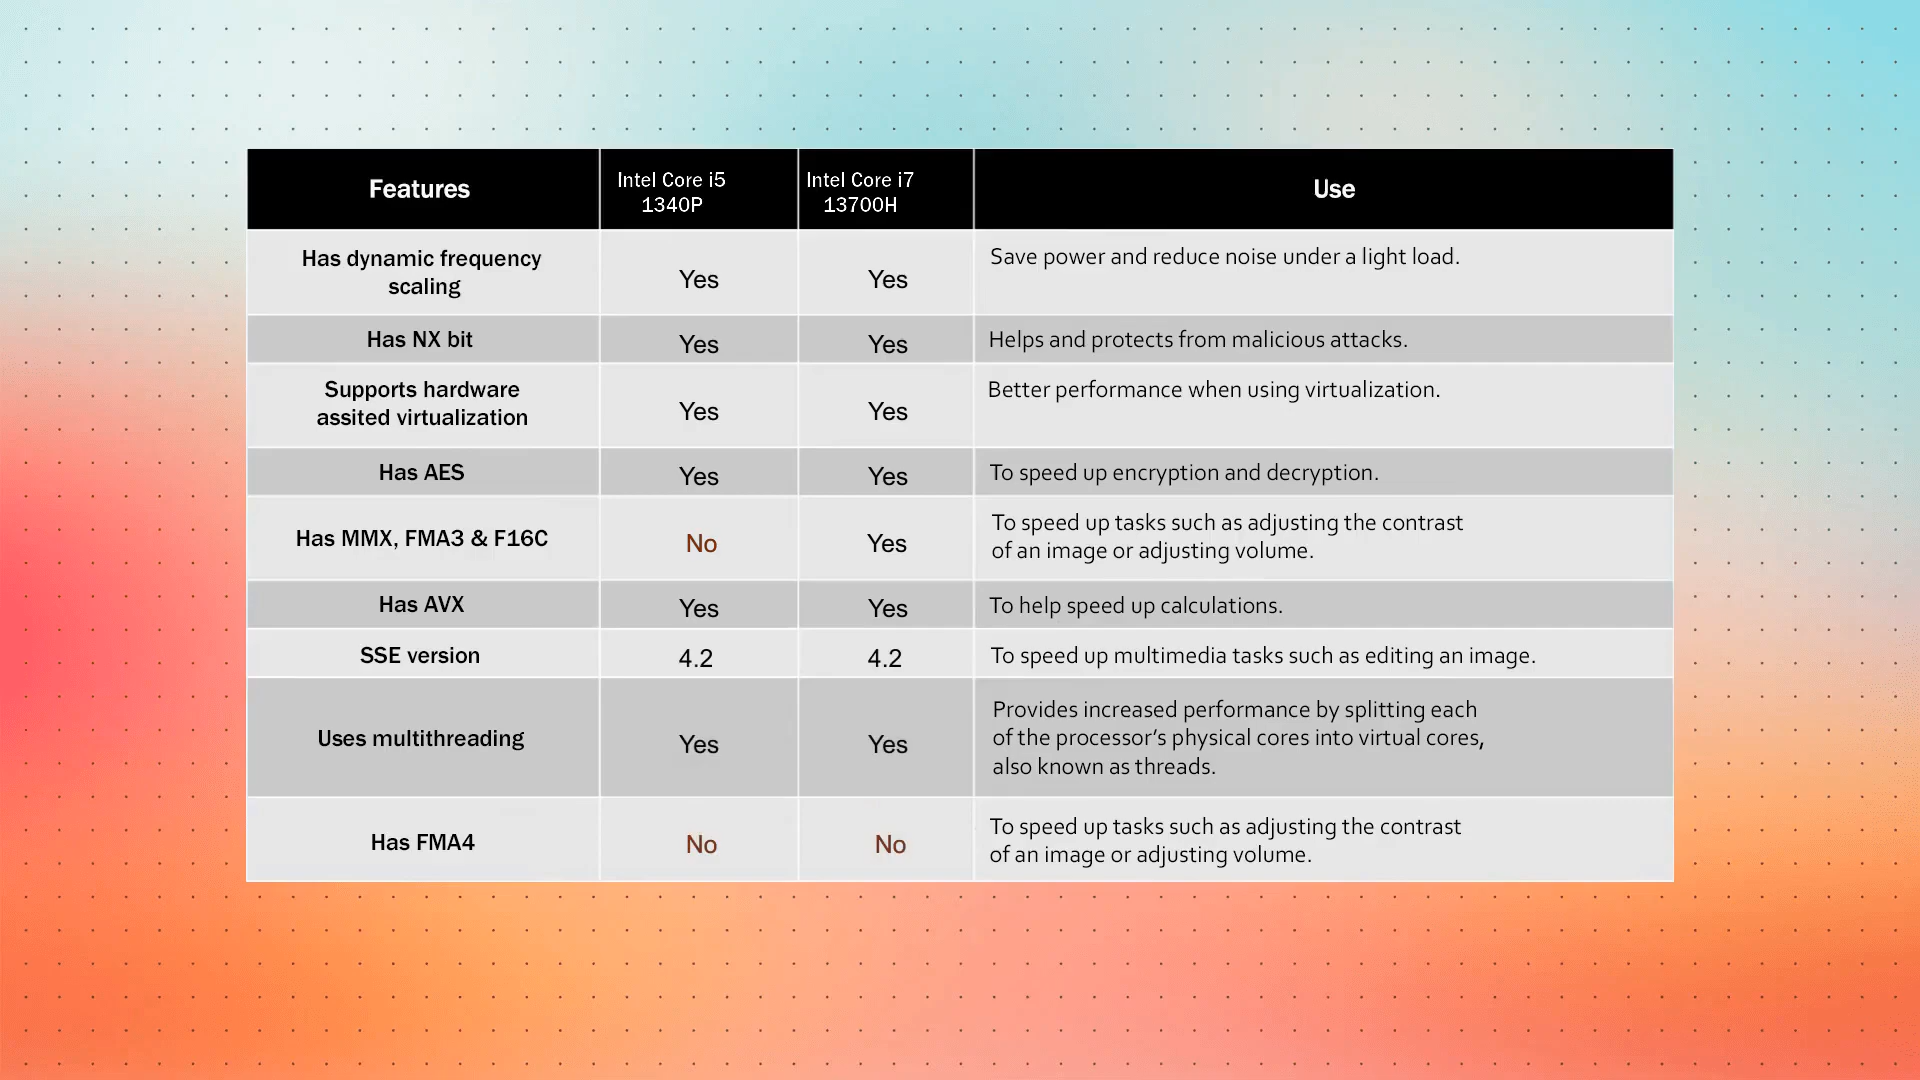 Features
Intel Core i5
1340P
Intel Core i7
13700H
Use
Has dynamic frequency
scaling
Yes
Yes
Save power and reduce noise under a light load.
Has NX bit
Yes
Yes
Helps and protects from malicious attacks.
Supports hardware
assited virtualization
Yes
Yes
Better performance when using virtualization.
Has AES
Yes
Yes
To speed up encryption and decryption.
Has MMX, FMA3 & F16C
No
Yes
To speed up tasks such as adjusting the contrast
of an image or adjusting volume.
Has AVX
Yes
Yes
To help speed up calculations.
SSE version
4.2
4.2
To speed up multimedia tasks such as editing an image.
Uses multithreading
Yes
Yes
Provides increased performance by splitting each
of the processor's physical cores into virtual cores,
also known as threads.
Has FMA4
No
No
To speed up tasks such as adjusting the contrast
of an image or adjusting volume.